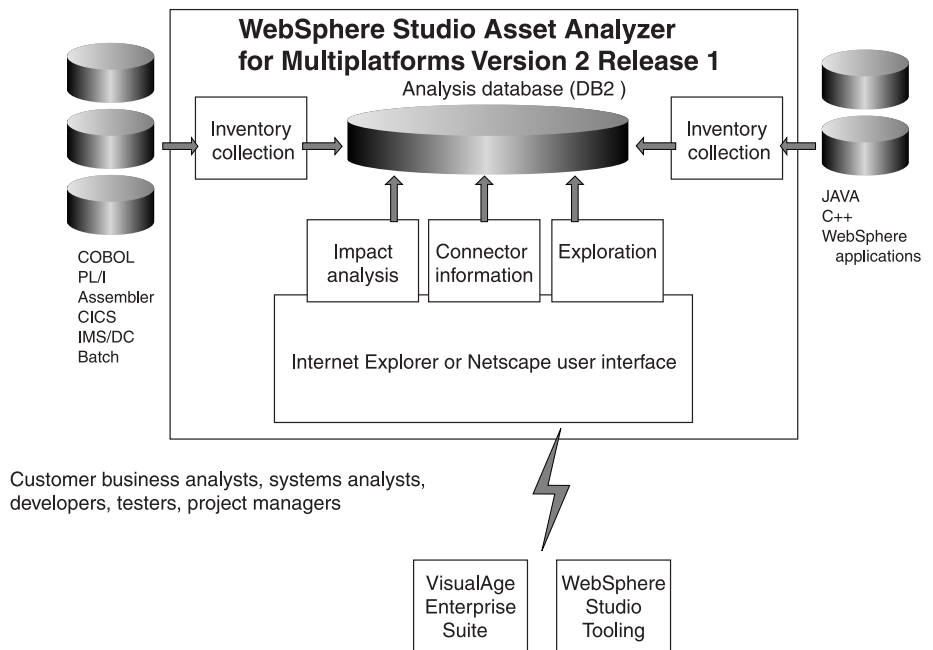 WebSphere Studio Asset Analyzer
for Multiplatforms Version 2 Release 1
Analysis database (DB2 )
Inventory
collection
Inventory
collection
COBOL
PL/I
Assembler
CICS
IMS/DC
Batch
JAVA
C++
WebSphere
applications
Impact
analysis
Connector
information
Exploration
Internet Explorer or Netscape user interface
Customer business analysts, systems analysts,
developers, testers, project managers
VisualAge
Enterprise
Suite
WebSphere
Studio
Tooling